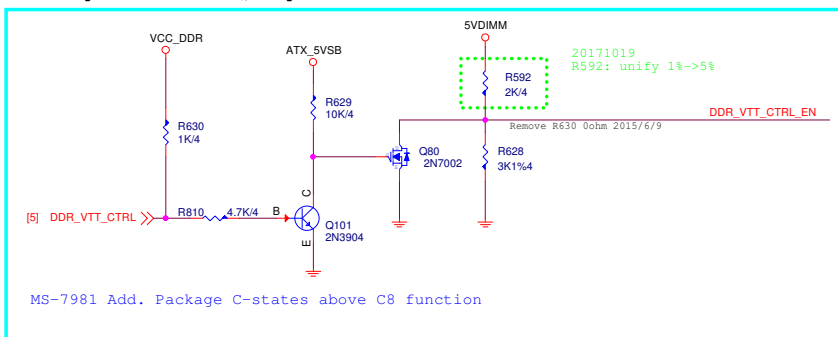 VCC_DDR
ATX_5VSB
5VDIMM
20171019
R592: unify 1%->5%
R592
2K/4
R629
10K/4
R630
1K/4
DDR_VTT_CTRL_EN
Remove R630 0ohm 2015/6/9
Q80
2N7002
R628
3K1%4
[5] DDR_VTT_CTRL
R810 4.7K/4
B
C
E
Q101
2N3904
MS-7981 Add. Package C-states above C8 function